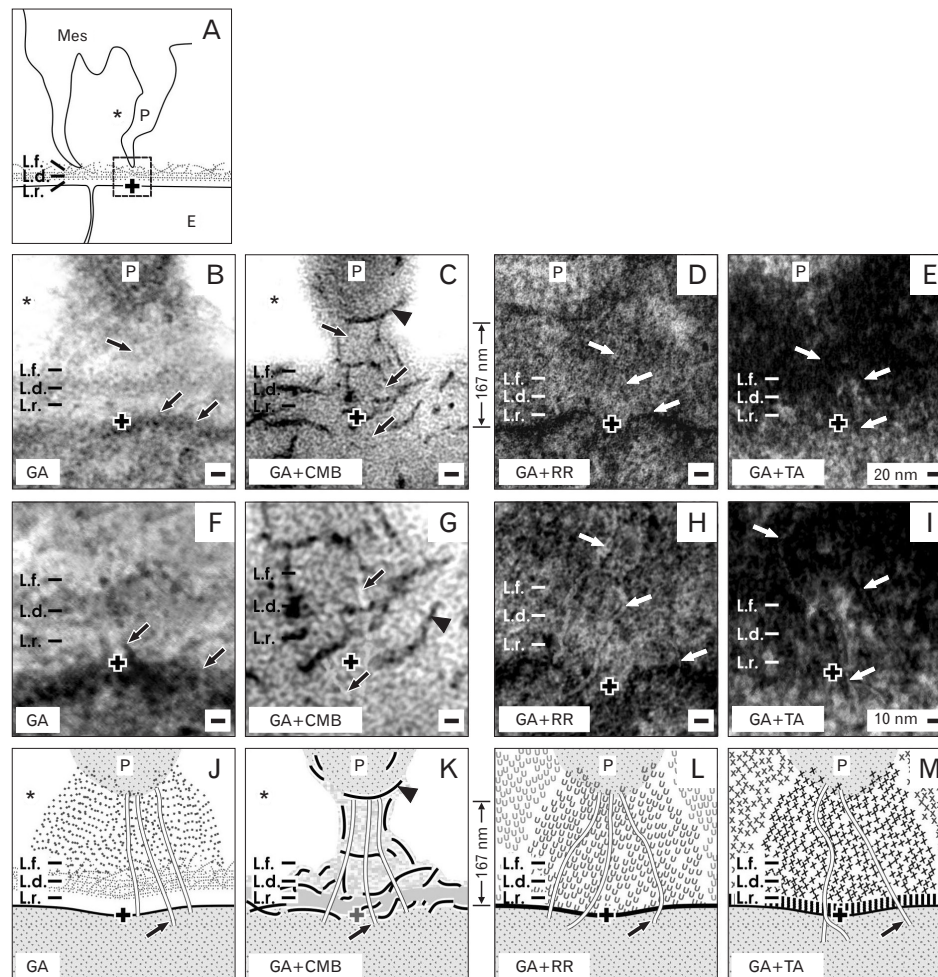 A
Mes
*
P
L.f.
L.d.
L.r.
E
B
P
*
L.f.
L.d.
L.r.
GA
C
P
*
L.f.
L.d.
L.r.
GA+CMB
167 nm
D
P
L.f.
L.d.
L.r.
GA+RR
E
P
L.f.
L.d.
L.r.
GA+TA
20 nm
F
L.f.
L.d.
L.r.
GA
G
L.f.
L.d.
L.r.
GA+CMB
H
L.f.
L.d.
L.r.
GA+RR
I
L.f.
L.d.
L.r.
GA+TA
10 nm
J
P
*
L.f.
L.d.
L.r.
GA
K
P
*
L.f.
L.d.
L.r.
GA+CMB
167 nm
L
P
L.f.
L.d.
L.r.
GA+RR
M
P
L.f.
L.d.
L.r.
GA+TA